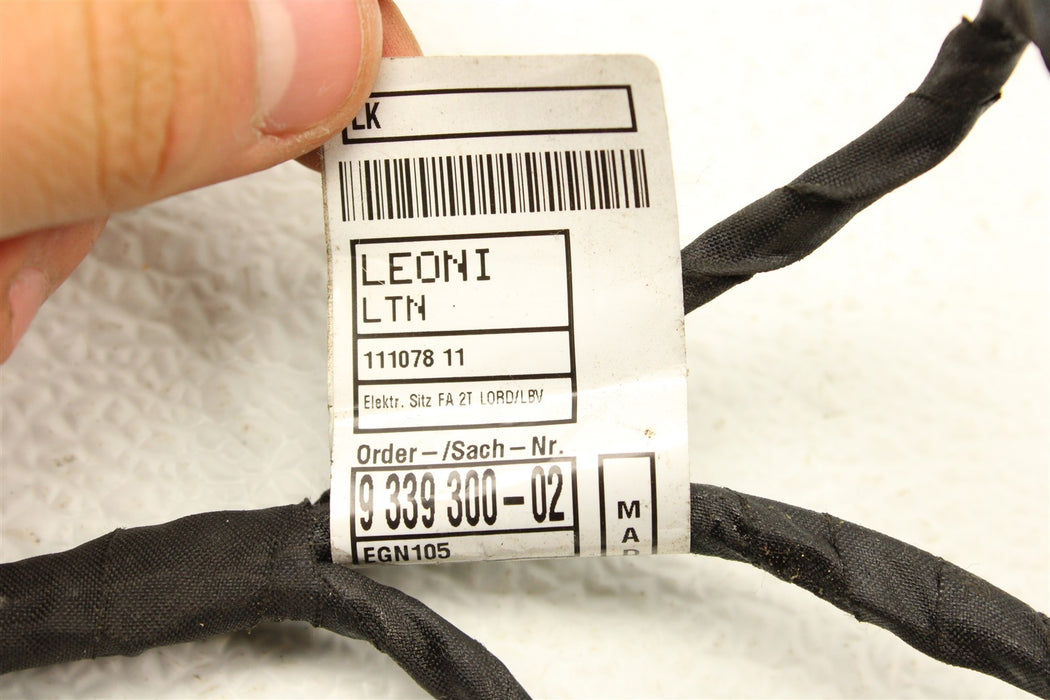 LK
LEONI
LTN
111078 11
Elektr. Sitz FA 2T LORD/LBV
Order-/Sach-Nr.
9 339 300-02
EGN105
M
A